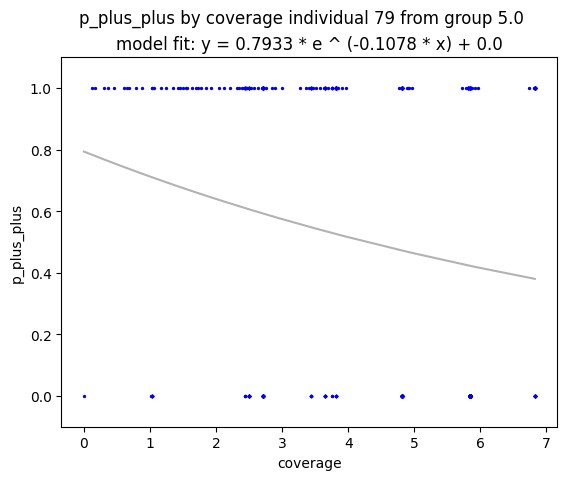 p_plus_plus by coverage individual 79 from group 5.0
model fit: y = 0.7933 * e ^ (-0.1078 * x) + 0.0
1.0
0.8
0.6
0.4
0.2
0.0
p_plus_plus
0 1 2 3 4 5 6 7
coverage